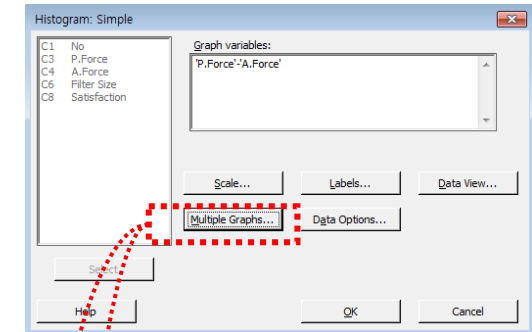 Histogram: Simple
C1 No
C3 P.Force
C4 A.Force
C6 Filter Size
C8 Satisfaction
Graph variables:
'P.Force'-'A.Force'
Scale...
Labels...
Data View...
Multiple Graphs...
Data Options...
Select
Help
OK
Cancel